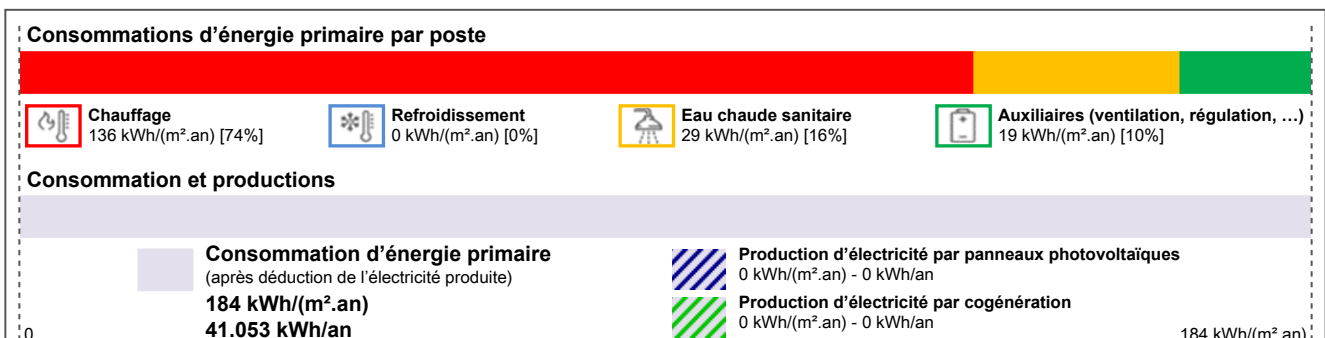 Consommations d’énergie primaire par poste
Chauffage
136 kWh/(m².an) [74%]
Refroidissement
0 kWh/(m².an) [0%]
Eau chaude sanitaire
29 kWh/(m².an) [16%]
Auxiliaires (ventilation, régulation, …)
19 kWh/(m².an) [10%]
Consommation et productions
Consommation d’énergie primaire
(après déduction de l’électricité produite)
184 kWh/(m².an)
41.053 kWh/an
Production d’électricité par panneaux photovoltaïques
0 kWh/(m².an) - 0 kWh/an
Production d’électricité par cogénération
0 kWh/(m².an) - 0 kWh/an
0
184 kWh/(m².an)